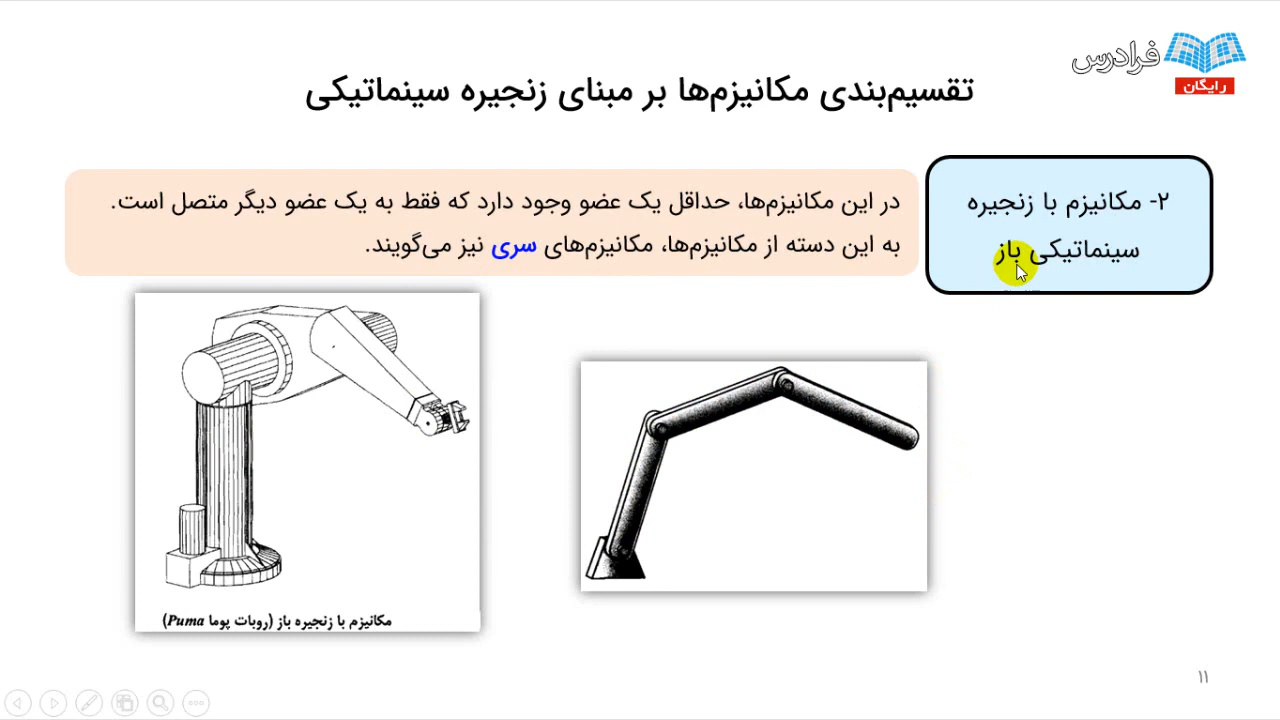 فرادرس
رایگان
تقسیم‌بندی مکانیزم‌ها بر مبنای زنجیره سینماتیکی
۲- مکانیزم با زنجیره
سینماتیکی باز
در این مکانیزم‌ها، حداقل یک عضو وجود دارد که فقط به یک عضو دیگر متصل است.
به این دسته از مکانیزم‌ها، مکانیزم‌های سری نیز می‌گویند.
مکانیزم با زنجیره باز (روبات پوما Puma)
۱۱